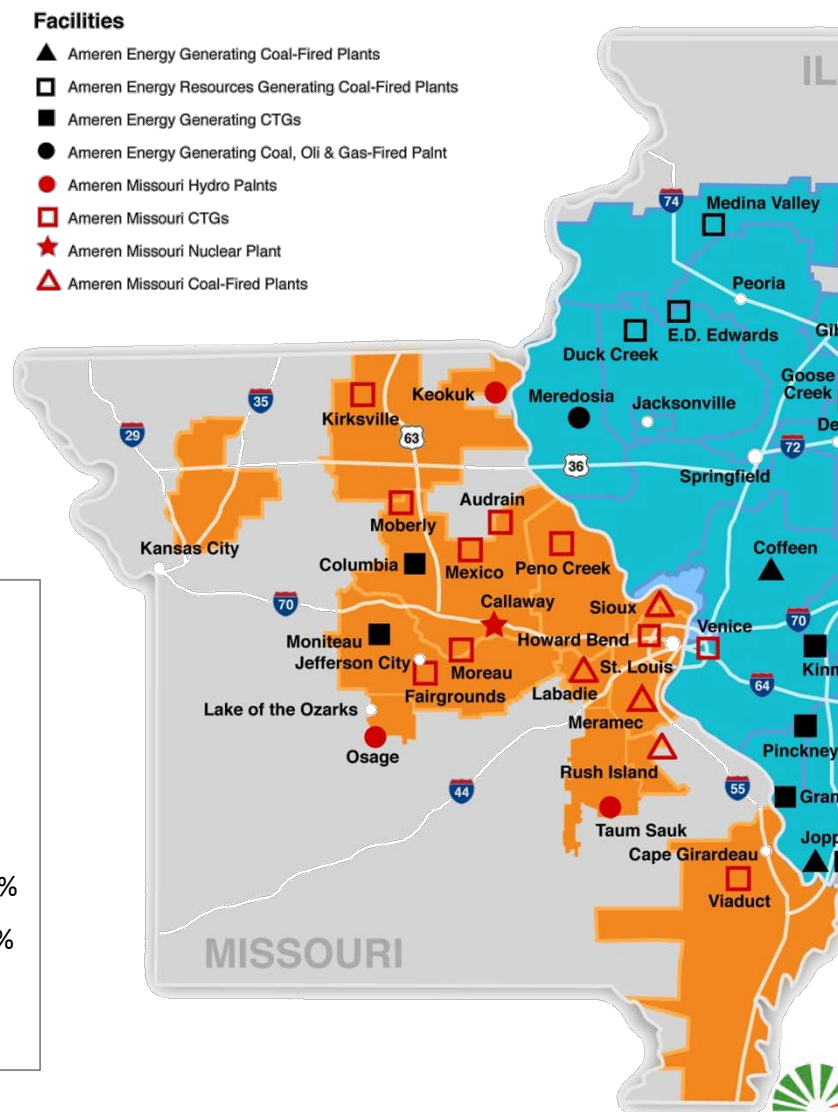 Facilities
Ameren Energy Generating Coal-Fired Plants
Ameren Energy Resources Generating Coal-Fired Plants
Ameren Energy Generating CTGs
Ameren Energy Generating Coal, Oli & Gas-Fired Palnt
Ameren Missouri Hydro Palnts
Ameren Missouri CTGs
Ameren Missouri Nuclear Plant
Ameren Missouri Coal-Fired Plants
IL
74
Medina Valley
Peoria
E.D. Edwards
Duck Creek
Gib
Goose
Creek
Meredosia
Jacksonville
De
72
36
Springfield
Keokuk
Kirksville
35
29
63
Audrain
Moberly
Kansas City
Columbia
Mexico
Peno Creek
Coffeen
70
Callaway
Sioux
Venice
70
Moniteau
Howard Bend
Jefferson City
St. Louis
Kinn
Moreau
Labadie
64
Fairgrounds
Lake of the Ozarks
Meramec
Osage
Pinckney
Rush Island
44
55
Gran
Taum Sauk
Jopp
Cape Girardeau
Viaduct
%
%
MISSOURI